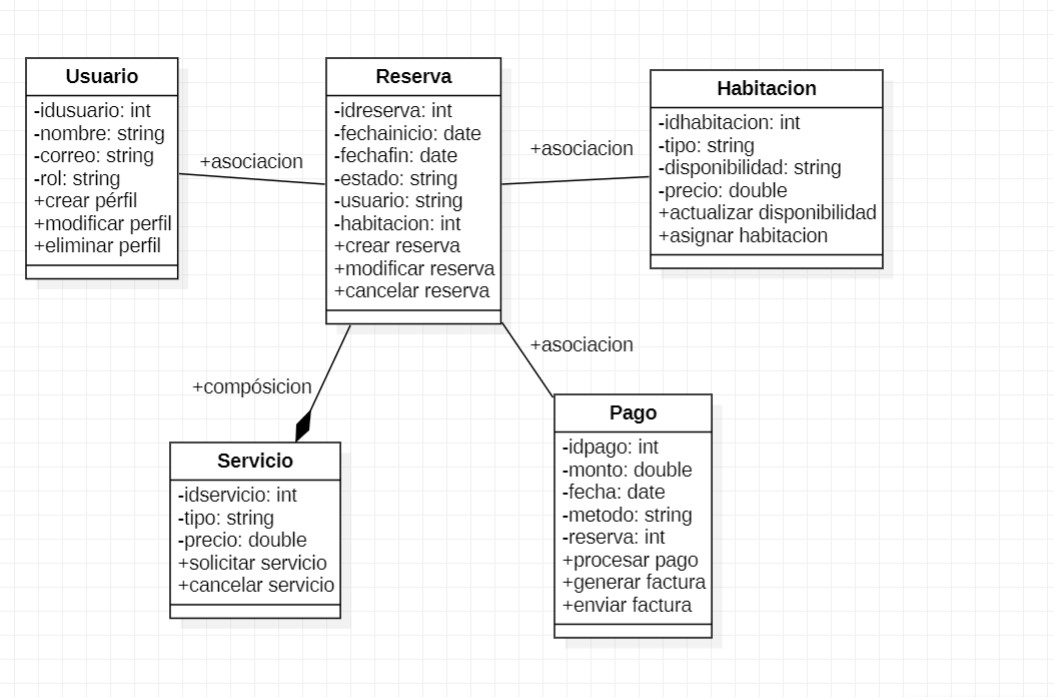 Usuario
-idusuario: int
-nombre: string
-correo: string
-rol: string
+crear pérfil
+modificar perfil
+eliminar perfil
+asociacion
Reserva
-idreserva: int
-fechainicio: date
-fechafin: date
-estado: string
-usuario: string
-habitacion: int
+crear reserva
+modificar reserva
+cancelar reserva
+asociacion
Habitacion
-idhabitacion: int
-tipo: string
-disponibilidad: string
-precio: double
+actualizar disponibilidad
+asignar habitacion
+compósicion
+asociacion
Servicio
-idservicio: int
-tipo: string
-precio: double
+solicitar servicio
+cancelar servicio
Pago
-idpago: int
-monto: double
-fecha: date
-metodo: string
-reserva: int
+procesar pago
+generar factura
+enviar factura